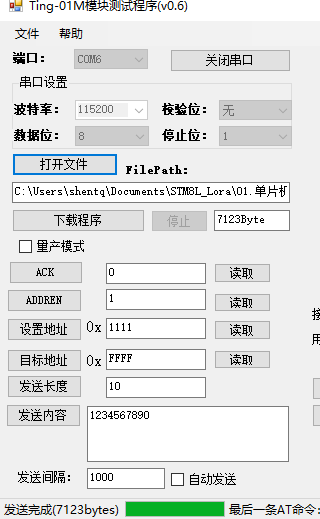 Ting-01M模块测试程序(v0.6)
文件 帮助
端口： COM6 关闭串口
串口设置
波特率： 115200 校验位： 无
数据位： 8 停止位： 1
打开文件 FilePath：
C:\Users\shentq\Documents\STM8L_Lora\01.单片机
下载程序 停止 7123Byte
量产模式
ACK 0 读取
ADDREN 1 读取
设置地址 0x 1111 读取
目标地址 0x FFFF 读取
发送长度 10
发送内容 1234567890
发送间隔： 1000 自动发送
发送完成(7123bytes) 最后一条AT命令：